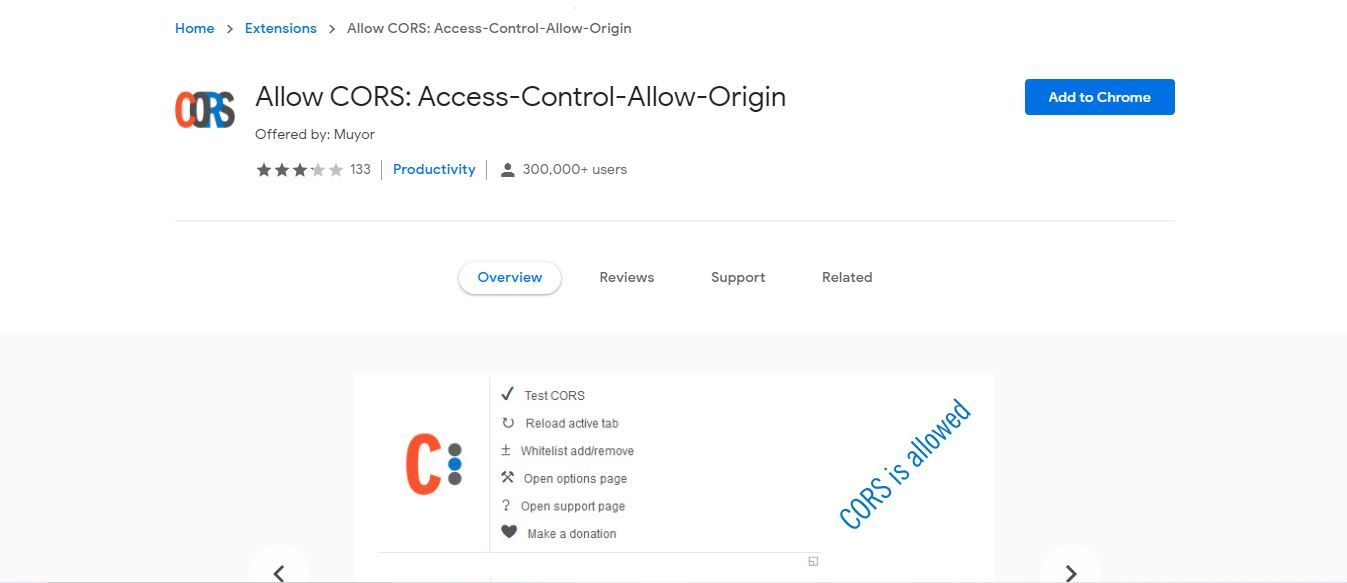 Home > Extensions > Allow CORS: Access-Control-Allow-Origin
CORS
Allow CORS: Access-Control-Allow-Origin
Add to Chrome
Offered by: Muyor
133 Productivity 300,000+ users
Overview Reviews Support Related
Test CORS
Reload active tab
± Whitelist add/remove
Open options page
? Open support page
Make a donation
C
CORS is allowed